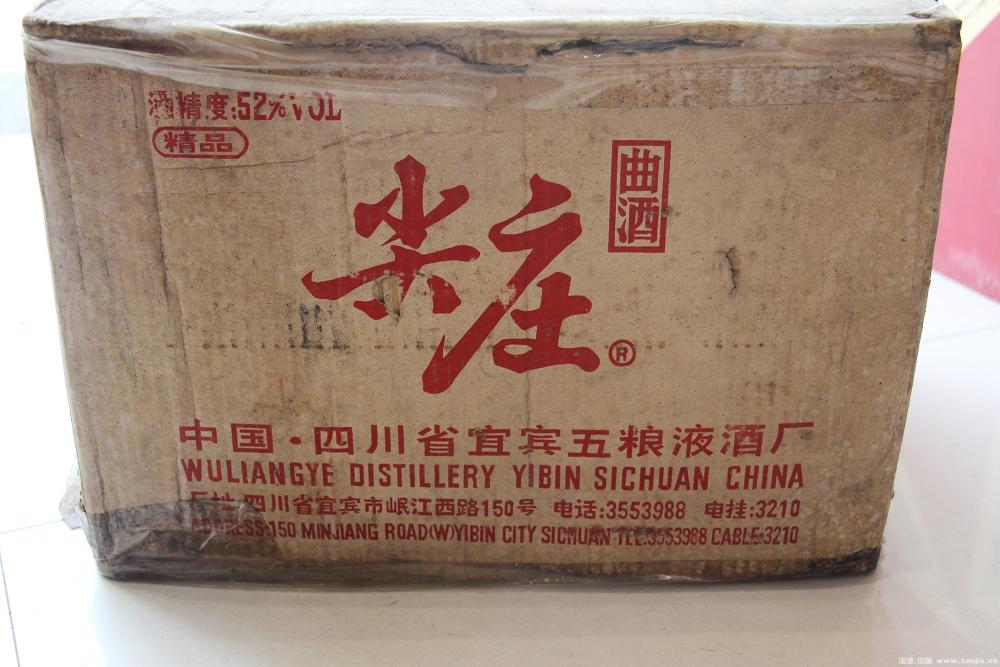 酒精度:52%VOL
精品
曲酒
尖庄®
中国·四川省宜宾五粮液酒厂
WULIANGYE DISTILLERY YIBIN SICHUAN CHINA
厂址:四川省宜宾市岷江西路150号 电话:3553988 电挂:3210
ADDRESS:150 MINJIANG ROAD(W)YIBIN CITY SICHUAN TEL:3553988 CABLE:3210
www.taojiu.cc